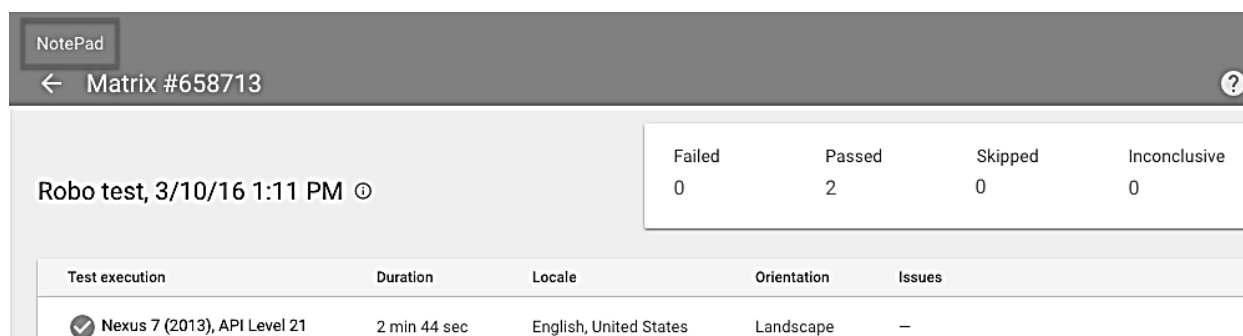 NotePad
← Matrix #658713
?
Failed Passed Skipped Inconclusive
0 2 0 0
Robo test, 3/10/16 1:11 PM
Test execution Duration Locale Orientation Issues
Nexus 7 (2013), API Level 21 2 min 44 sec English, United States Landscape —